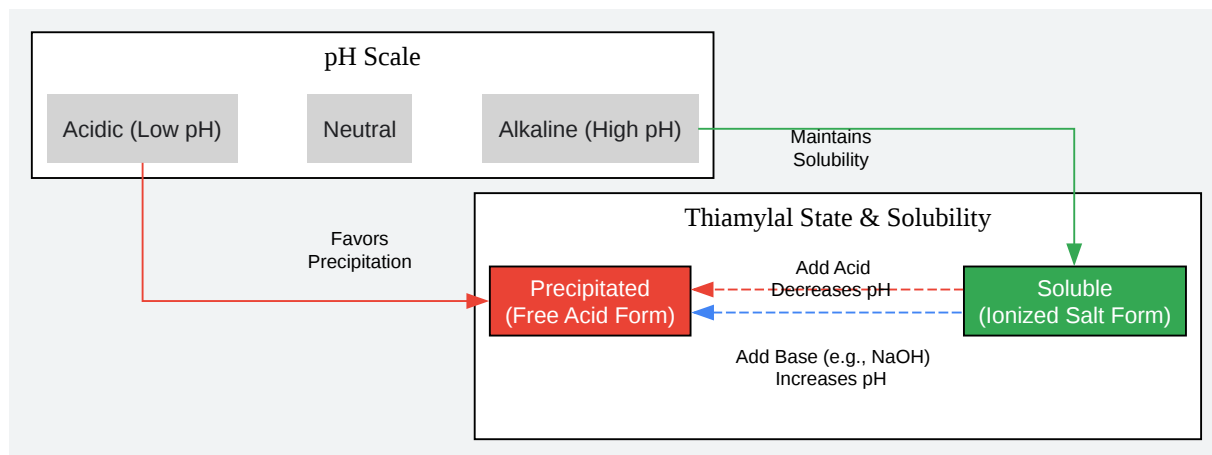 pH Scale
Acidic (Low pH)
Neutral
Alkaline (High pH)
Maintains
Solubility
Favors
Precipitation
Thiamylal State & Solubility
Precipitated
(Free Acid Form)
Add Acid
Decreases pH
Soluble
(Ionized Salt Form)
Add Base (e.g., NaOH)
Increases pH